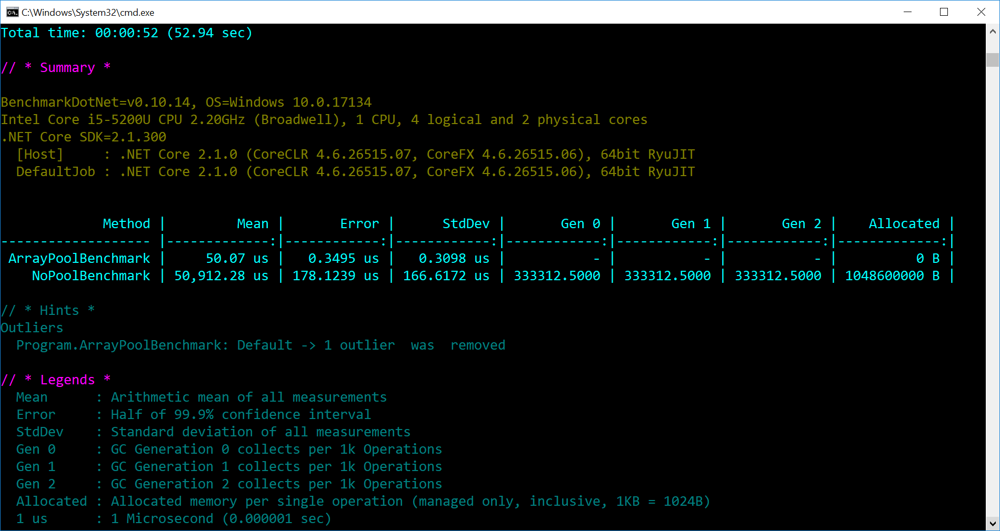 C:\Windows\System32\cmd.exe
Total time: 00:00:52 (52.94 sec)
// * Summary *
BenchmarkDotNet=v0.10.14, OS=Windows 10.0.17134
Intel Core i5-5200U CPU 2.20GHz (Broadwell), 1 CPU, 4 logical and 2 physical cores
.NET Core SDK=2.1.300
  [Host]     : .NET Core 2.1.0 (CoreCLR 4.6.26515.07, CoreFX 4.6.26515.06), 64bit RyuJIT
  DefaultJob : .NET Core 2.1.0 (CoreCLR 4.6.26515.07, CoreFX 4.6.26515.06), 64bit RyuJIT
             Method |         Mean |       Error |      StdDev |       Gen 0 |       Gen 1 |       Gen 2 |    Allocated |
------------------- |-------------:|------------:|------------:|------------:|------------:|------------:|-------------:|
 ArrayPoolBenchmark |     50.07 us |   0.3495 us |   0.3098 us |           - |           - |           - |          0 B |
    NoPoolBenchmark | 50,912.28 us | 178.1239 us | 166.6172 us | 333312.5000 | 333312.5000 | 333312.5000 | 1048600000 B |
// * Hints *
Outliers
  Program.ArrayPoolBenchmark: Default -> 1 outlier  was  removed
// * Legends *
  Mean      : Arithmetic mean of all measurements
  Error     : Half of 99.9% confidence interval
  StdDev    : Standard deviation of all measurements
  Gen 0     : GC Generation 0 collects per 1k Operations
  Gen 1     : GC Generation 1 collects per 1k Operations
  Gen 2     : GC Generation 2 collects per 1k Operations
  Allocated : Allocated memory per single operation (managed only, inclusive, 1KB = 1024B)
  1 us      : 1 Microsecond (0.000001 sec)